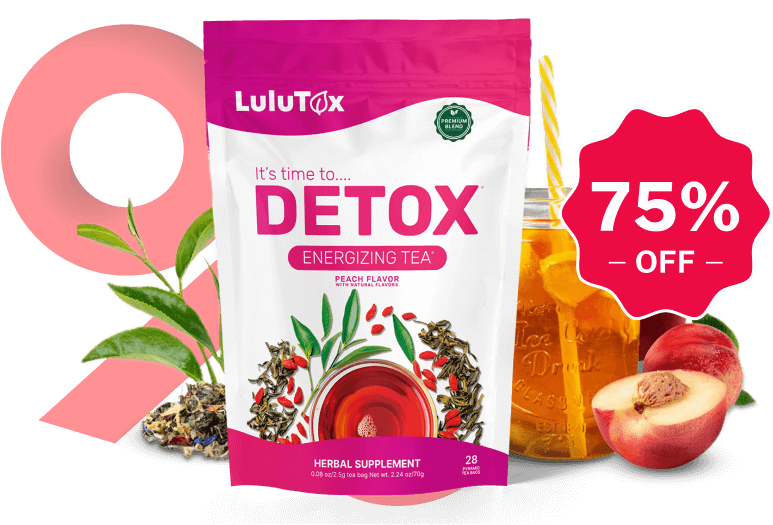 LuluTox
PREMIUM
BLEND
It's time to....
DETOX*
ENERGIZING TEA*
PEACH FLAVOR
WITH NATURAL FLAVORS
HERBAL SUPPLEMENT
0.08 oz/2.5g tea bag Net wt. 2.24 oz/70g
28
PYRAMID
TEA BAGS
75%
– OFF –
Drink